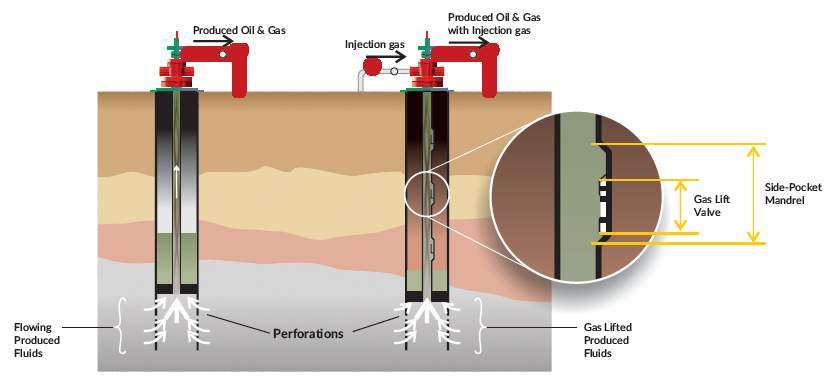 Produced Oil & Gas
Injection gas
Produced Oil & Gas
with Injection gas
Gas Lift
Valve
Side-Pocket
Mandrel
Flowing
Produced
Fluids
Perforations
Gas Lifted
Produced
Fluids